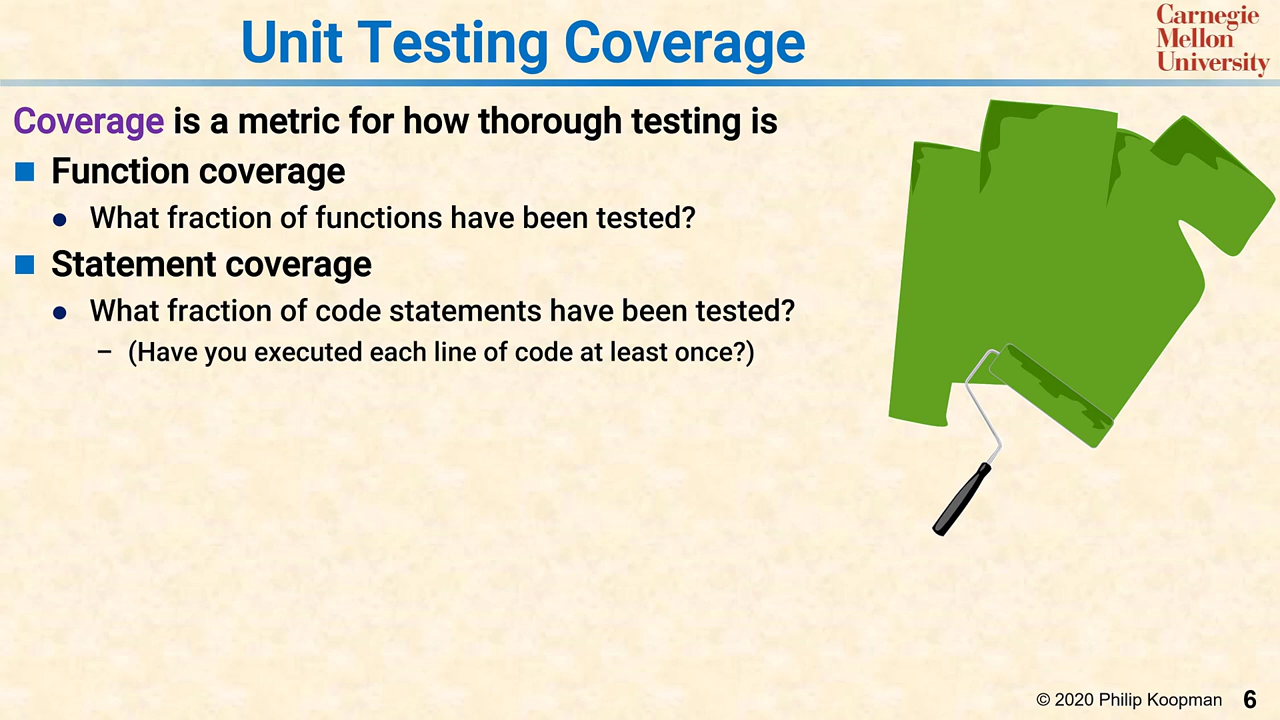 Unit Testing Coverage
Carnegie
Mellon
University
Coverage is a metric for how thorough testing is
■ Function coverage
● What fraction of functions have been tested?
■ Statement coverage
● What fraction of code statements have been tested?
– (Have you executed each line of code at least once?)
© 2020 Philip Koopman 6